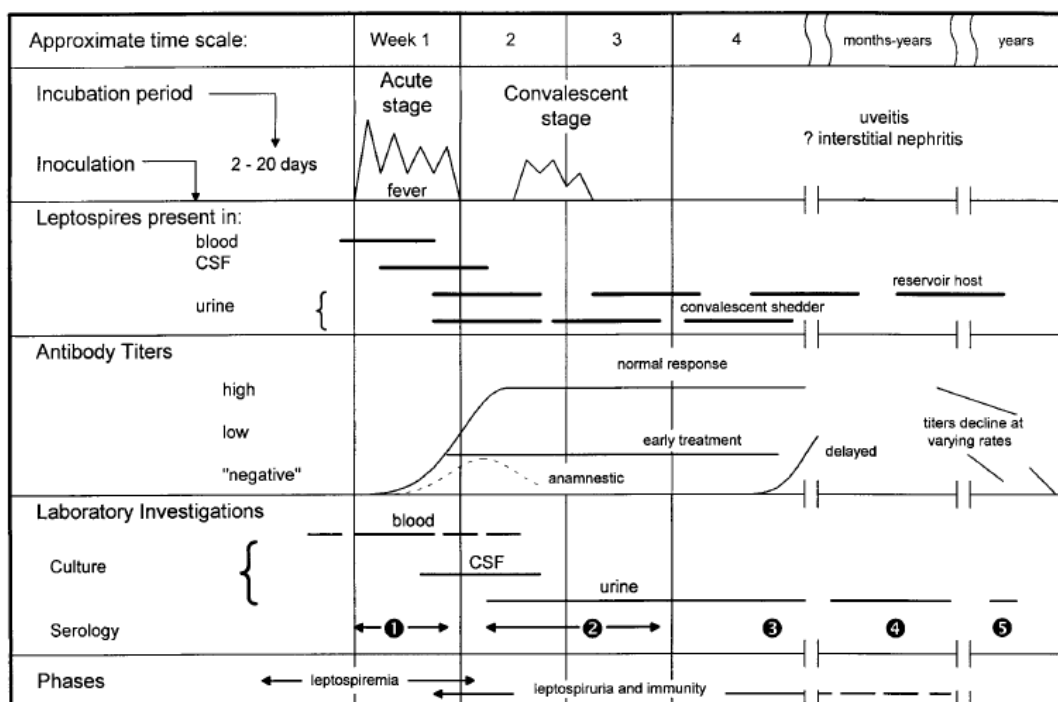 Approximate time scale: Week 1 2 3 4 months-years years
Incubation period
Acute
stage
Convalescent
stage
uveitis
? interstitial nephritis
Inoculation 2 - 20 days
fever
Leptospires present in:
blood
CSF
reservoir host
urine {
convalescent shedder
Antibody Titers
normal response
high
low
early treatment
titers decline at
varying rates
delayed
"negative"
anamnestic
Laboratory Investigations
blood
Culture {
CSF
urine
Serology ❶ ❷ ❸ ❹ ❺
Phases
leptospiremia
leptospiruria and immunity